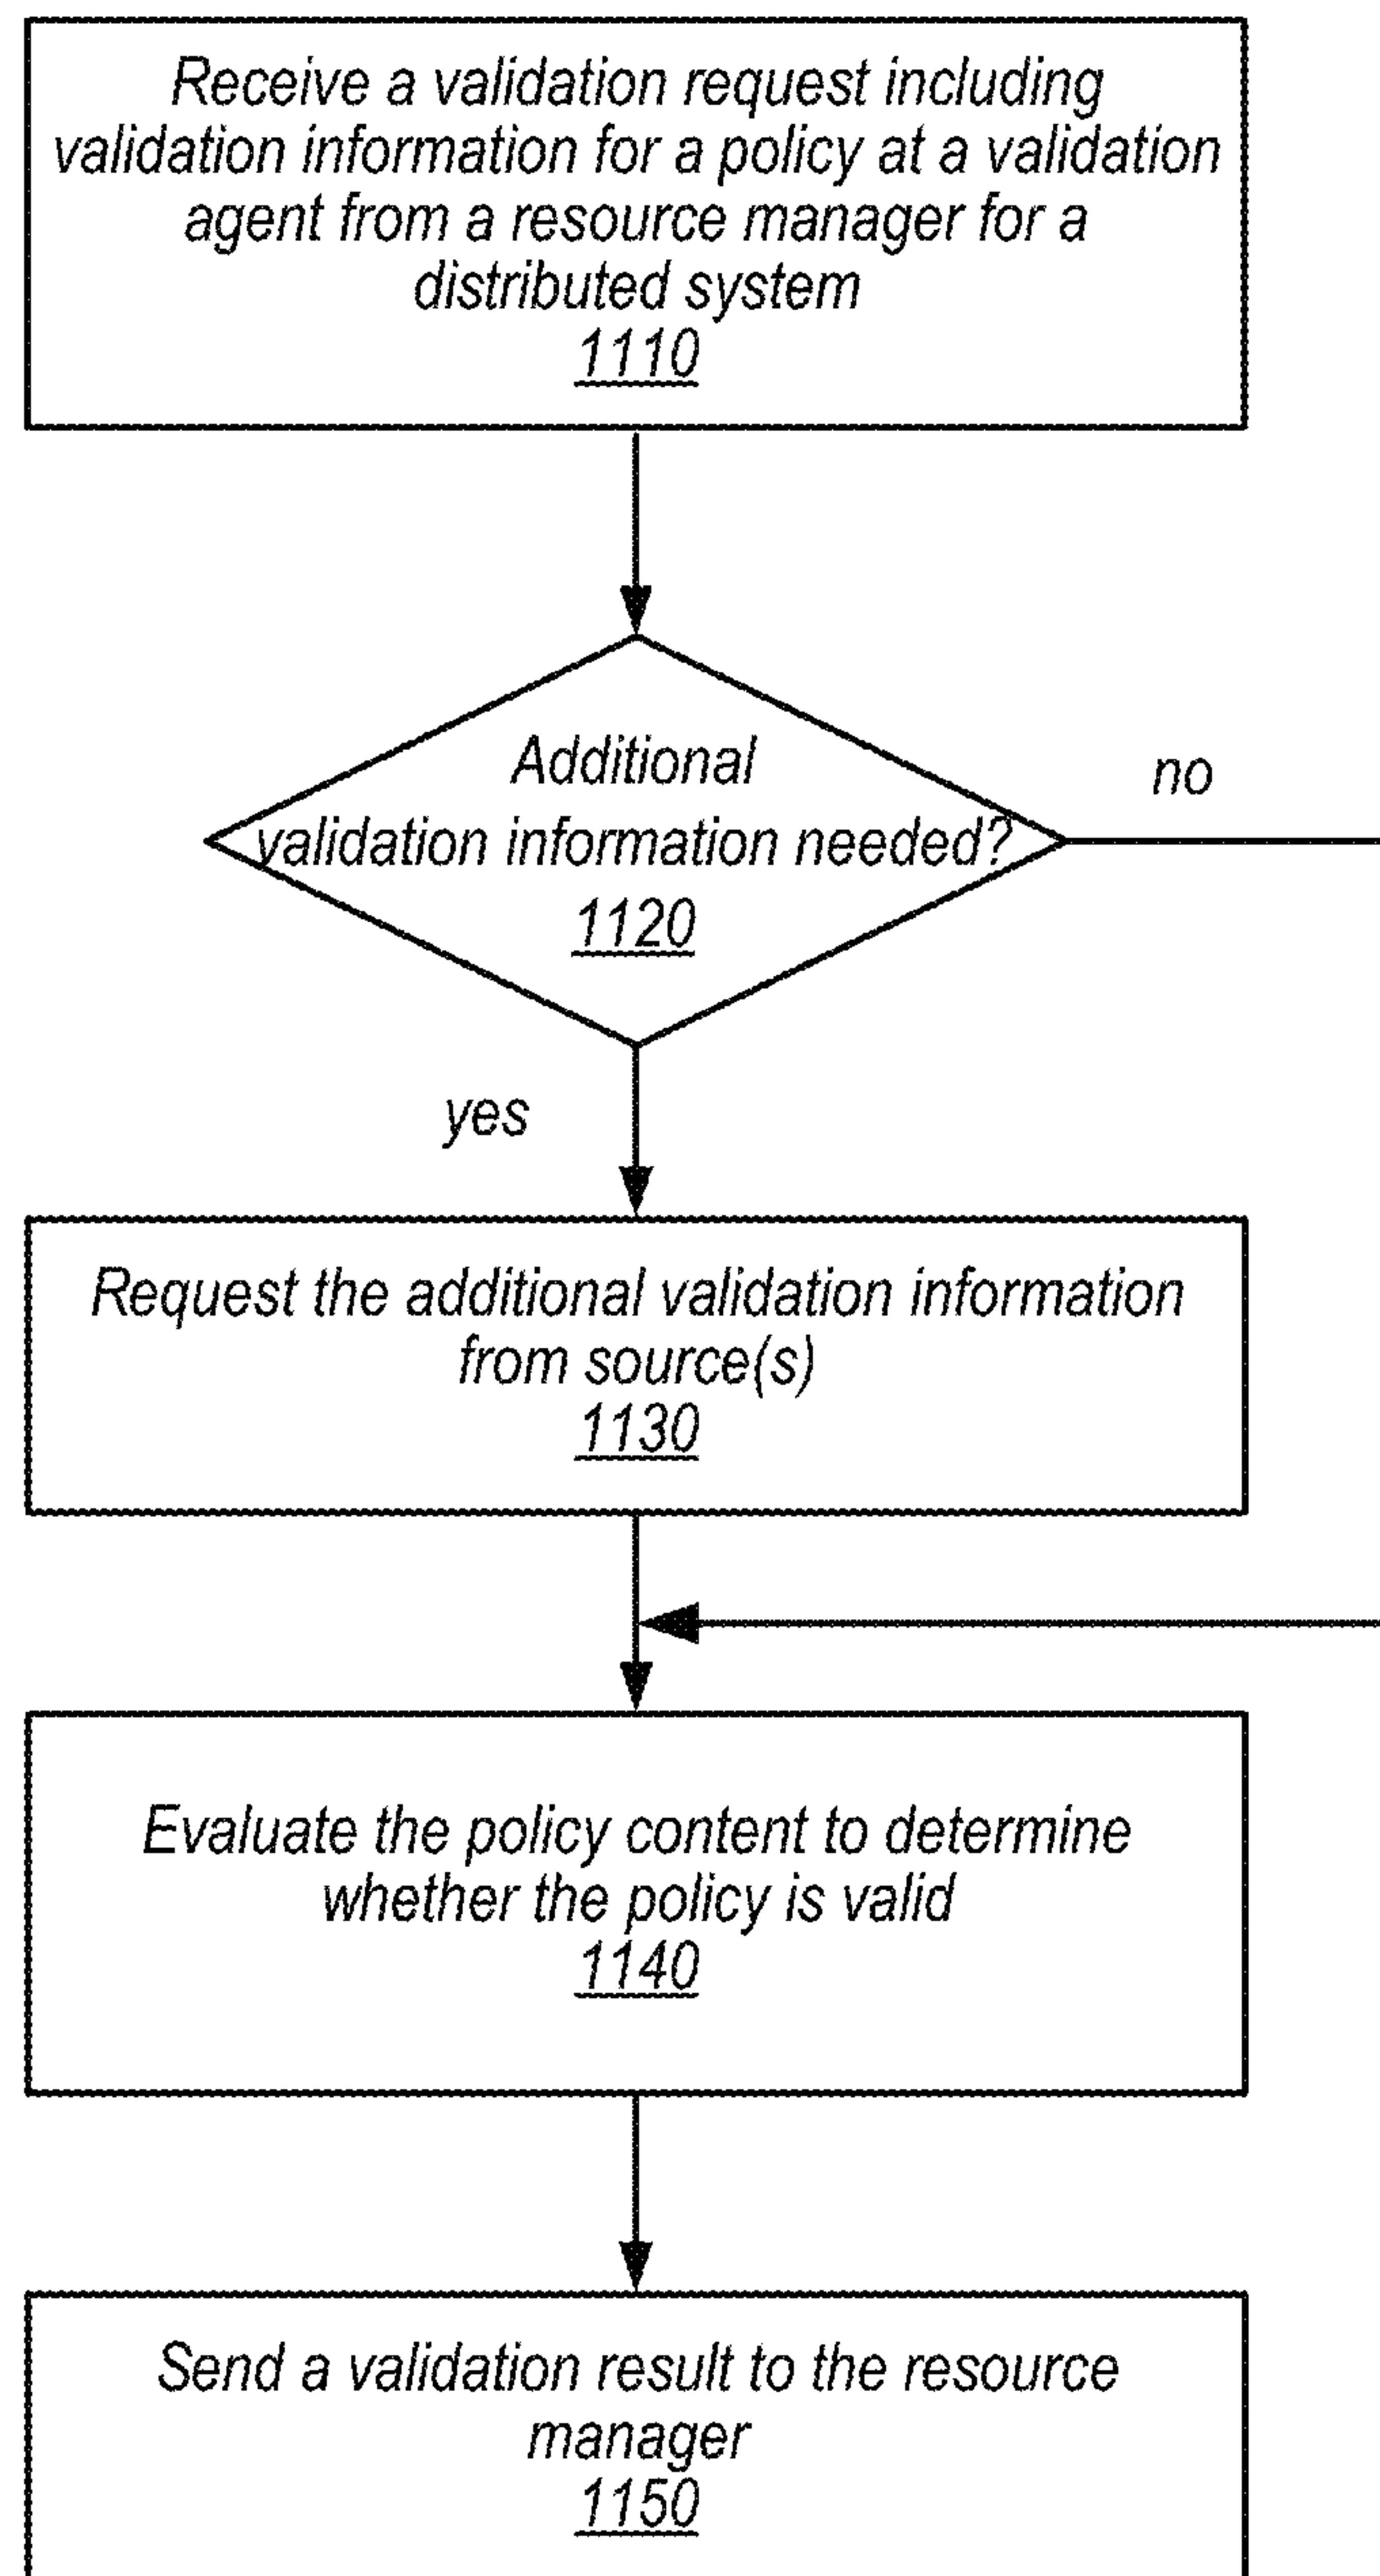 Receive a validation request including
validation information for a policy at a validation
agent from a resource manager for a
distributed system
1110
Additional
validation information needed?
1120
no
yes
Request the additional validation information
from source(s)
1130
Evaluate the policy content to determine
whether the policy is valid
1140
Send a validation result to the resource
manager
1150